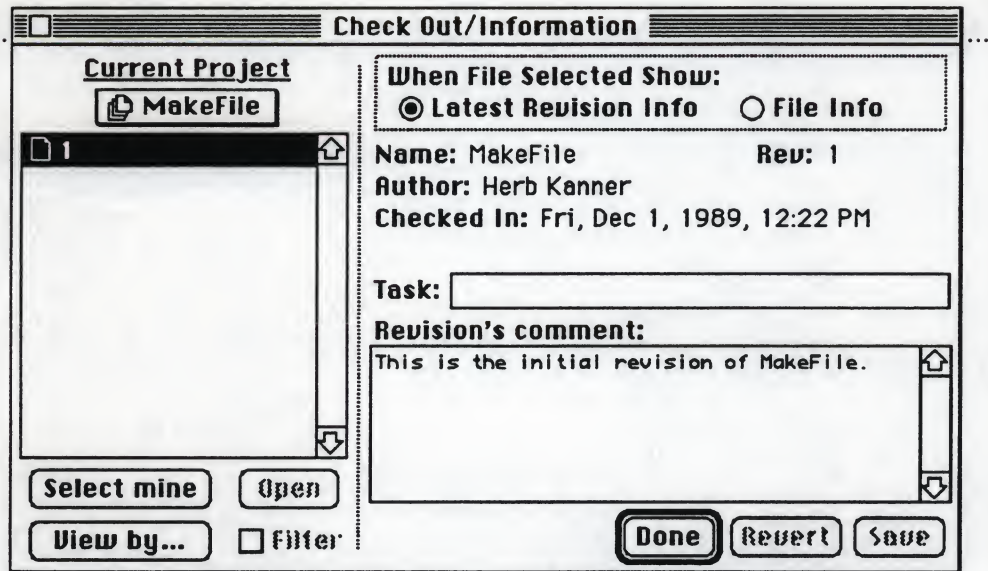 Check Out/Information
Current Project
MakeFile
1
Select mine
Open
View by...
Filter
When File Selected Show:
Latest Revision Info
File Info
Name: MakeFile
Rev: 1
Author: Herb Kanner
Checked In: Fri, Dec 1, 1989, 12:22 PM
Task:
Revision's comment:
This is the initial revision of MakeFile.
Done
Revert
Save